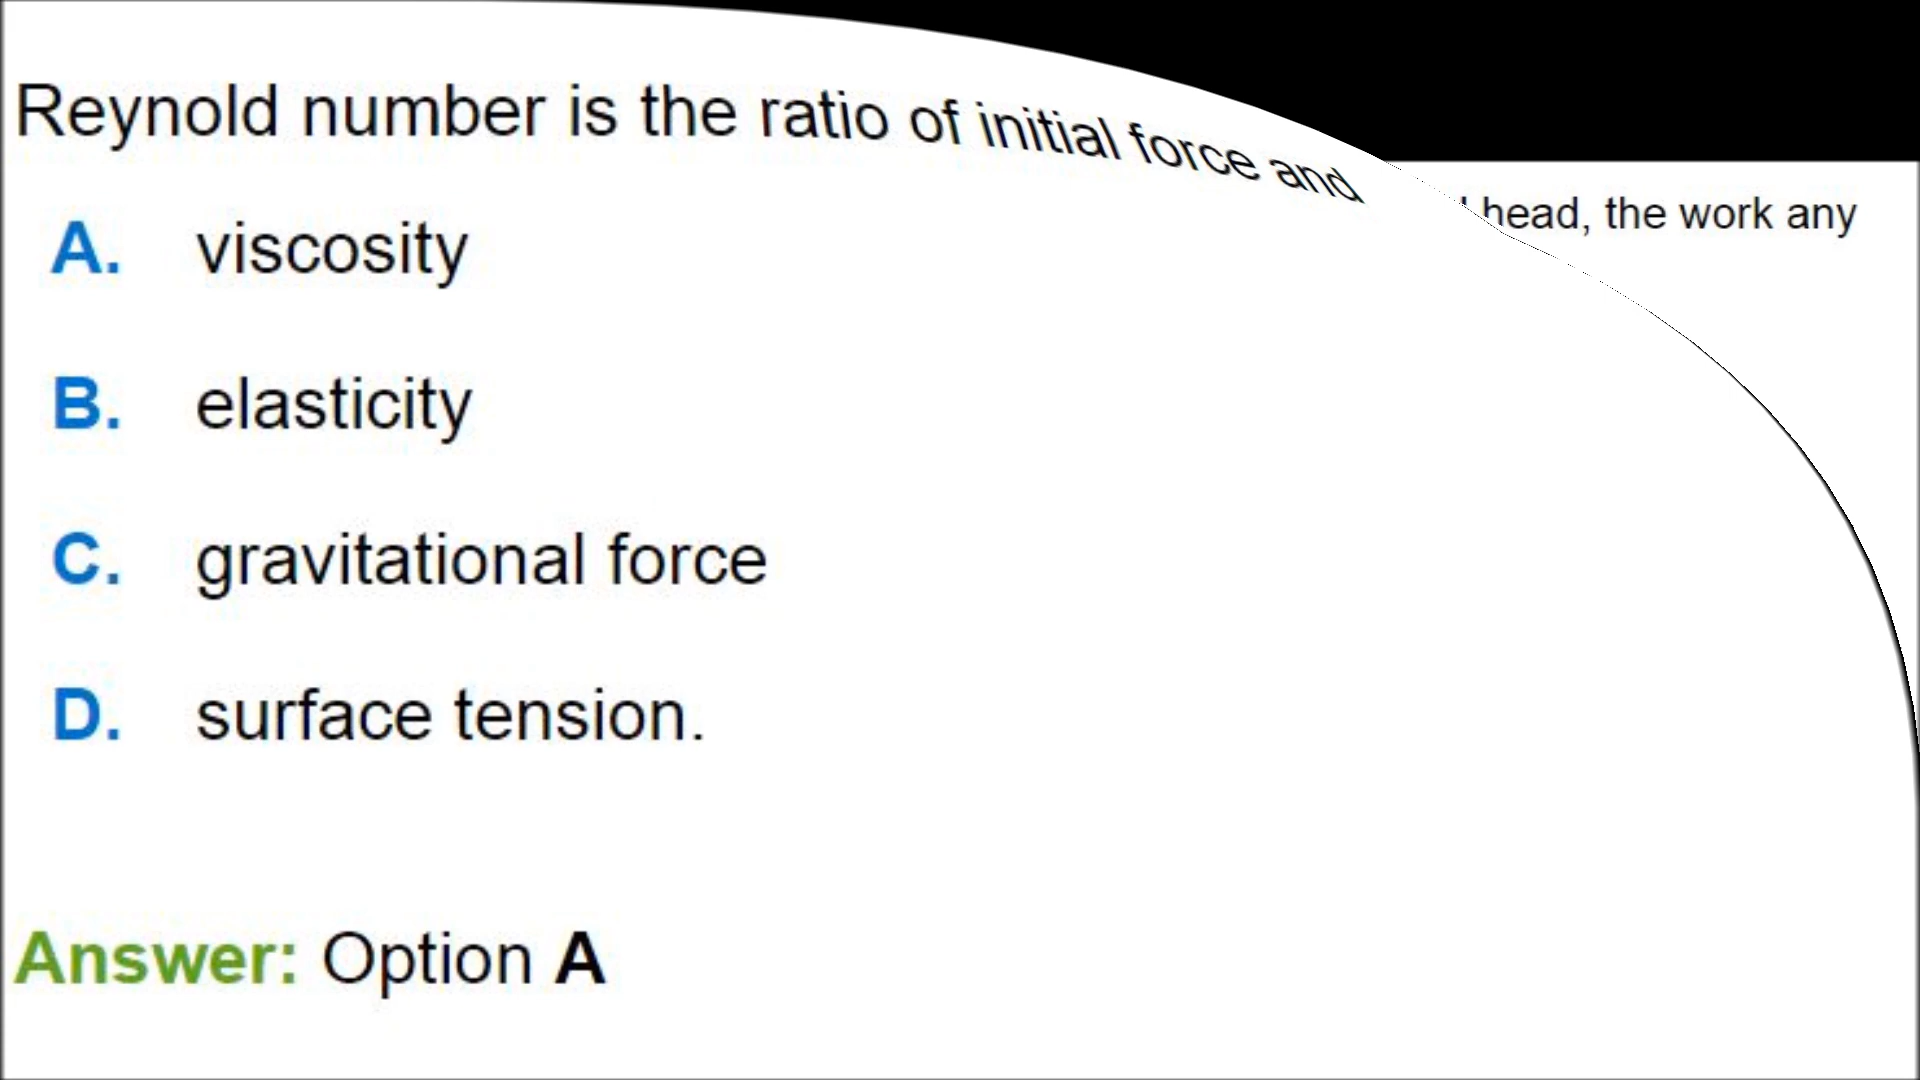 Reynold number is the ratio of initial force and
head, the work any
A. viscosity
B. elasticity
C. gravitational force
D. surface tension.
Answer: Option A